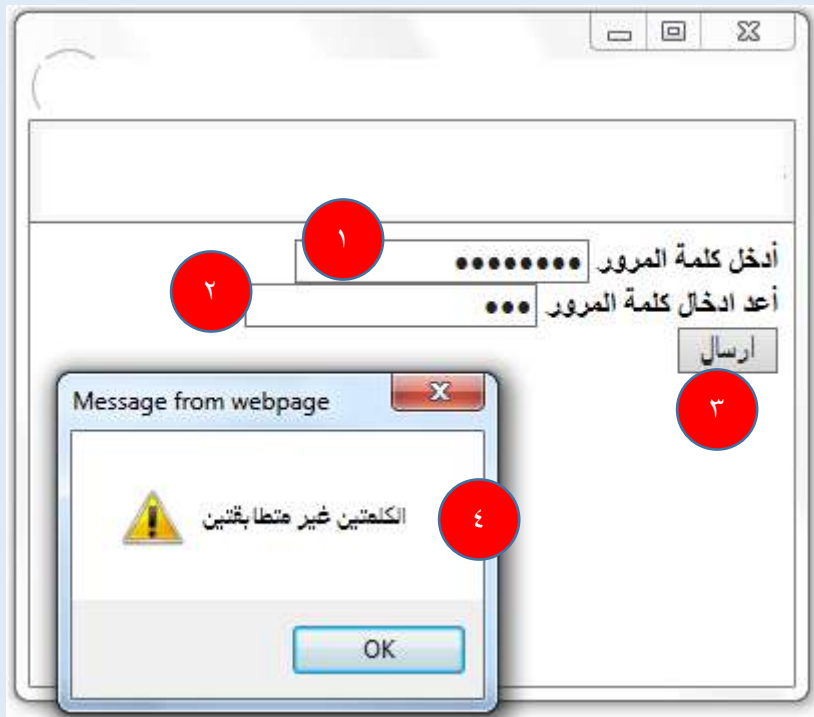 ١
أدخل كلمة المرور
٢
أعد ادخال كلمة المرور
ارسال
٣
Message from webpage
الكلمتين غير متطابقتين
٤
OK